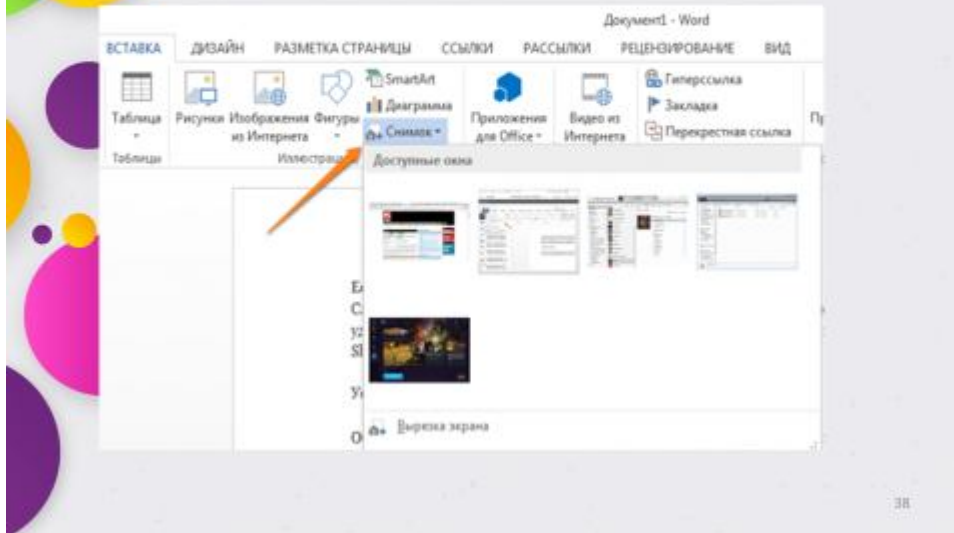 Документ1 - Word
ВСТАВКА ДИЗАЙН РАЗМЕТКА СТРАНИЦЫ ССЫЛКИ РАССЫЛКИ РЕЦЕНЗИРОВАНИЕ ВИД
Таблица
Рисунки
Изображения
из Интернета
Фигуры
SmartArt
Диаграмма
Снимок
Приложения
для Office
Видео из
Интернета
Гиперссылка
Закладка
Перекрестная ссылка
Таблицы
Доступные окна
Вырезка экрана
38